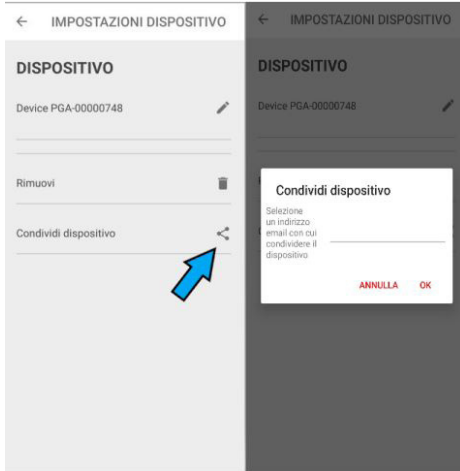 IMPOSTAZIONI DISPOSITIVO
DISPOSITIVO
Device PGA-00000748
Rimuovi
Condividi dispositivo
IMPOSTAZIONI DISPOSITIVO
DISPOSITIVO
Device PGA-00000748
Condividi dispositivo
Selezione
un indirizzo
email con cui
condividere il
dispositivo
ANNULLA OK